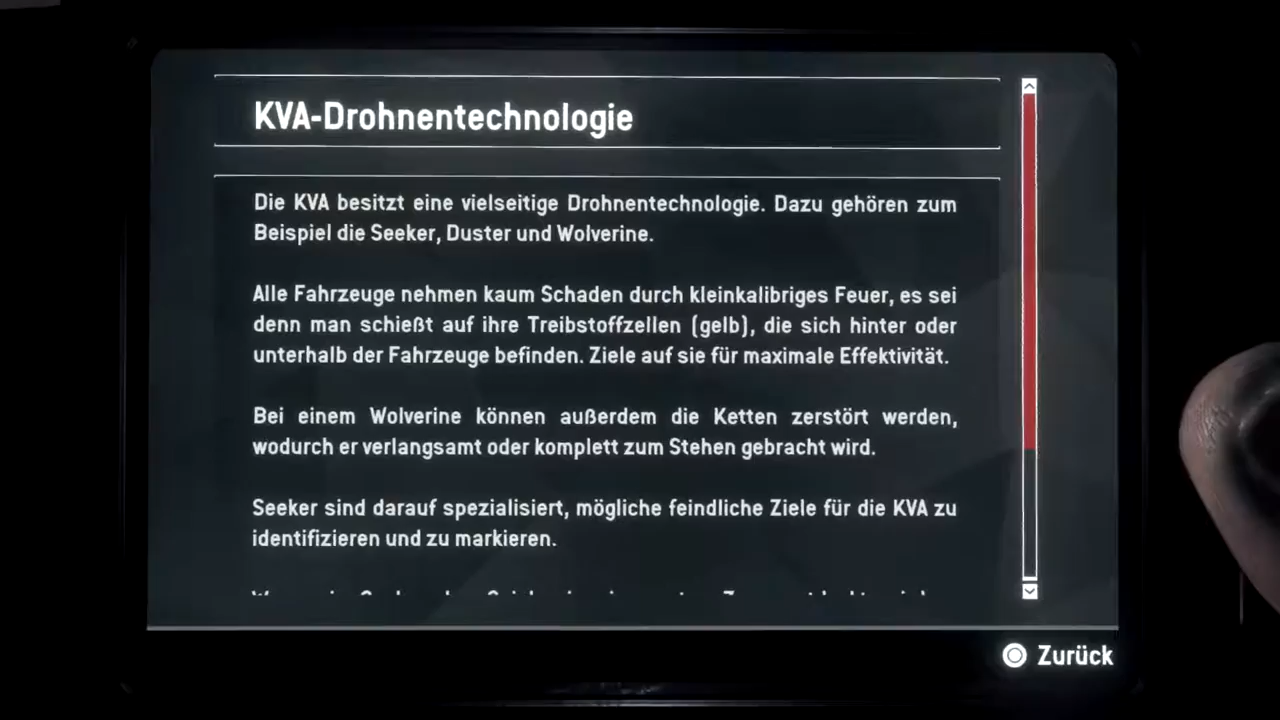 KVA-Drohnentechnologie
Die KVA besitzt eine vielseitige Drohnentechnologie. Dazu gehören zum
Beispiel die Seeker, Duster und Wolverine.
Alle Fahrzeuge nehmen kaum Schaden durch kleinkalibriges Feuer, es sei
denn man schießt auf ihre Treibstoffzellen (gelb), die sich hinter oder
unterhalb der Fahrzeuge befinden. Ziele auf sie für maximale Effektivität.
Bei einem Wolverine können außerdem die Ketten zerstört werden,
wodurch er verlangsamt oder komplett zum Stehen gebracht wird.
Seeker sind darauf spezialisiert, mögliche feindliche Ziele für die KVA zu
identifizieren und zu markieren.
Zurück